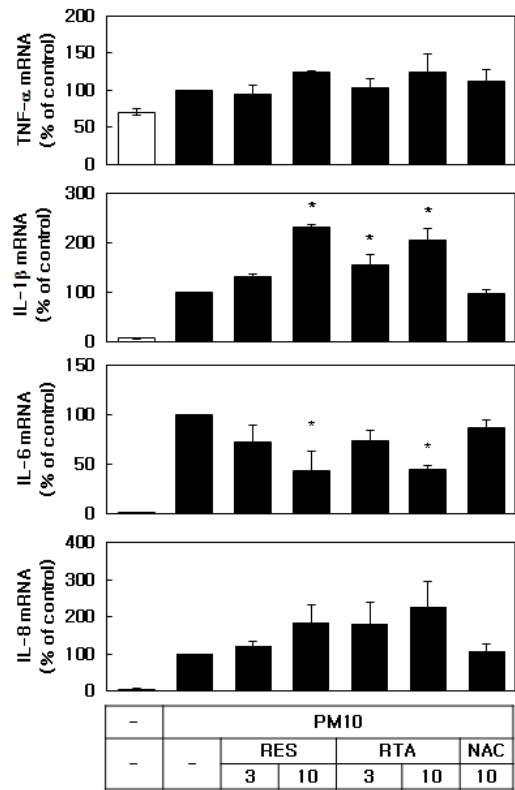 TNF-α mRNA
(% of control)
200
150
100
50
0
IL-1β mRNA
(% of control)
300
200
100
0
* * *
IL-6 mRNA
(% of control)
150
100
50
0
* *
IL-8 mRNA
(% of control)
400
300
200
100
0
- PM10
- - RES RTA NAC
3 10 3 10 10